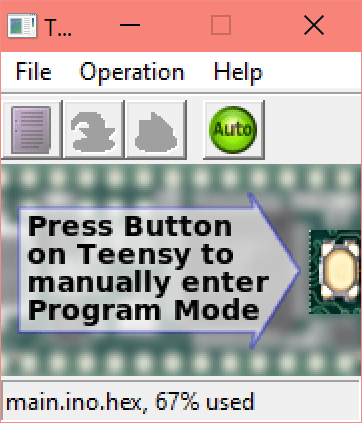 T...
File Operation Help
Auto
Press Button
on Teensy to
manually enter
Program Mode
main.ino.hex, 67% used